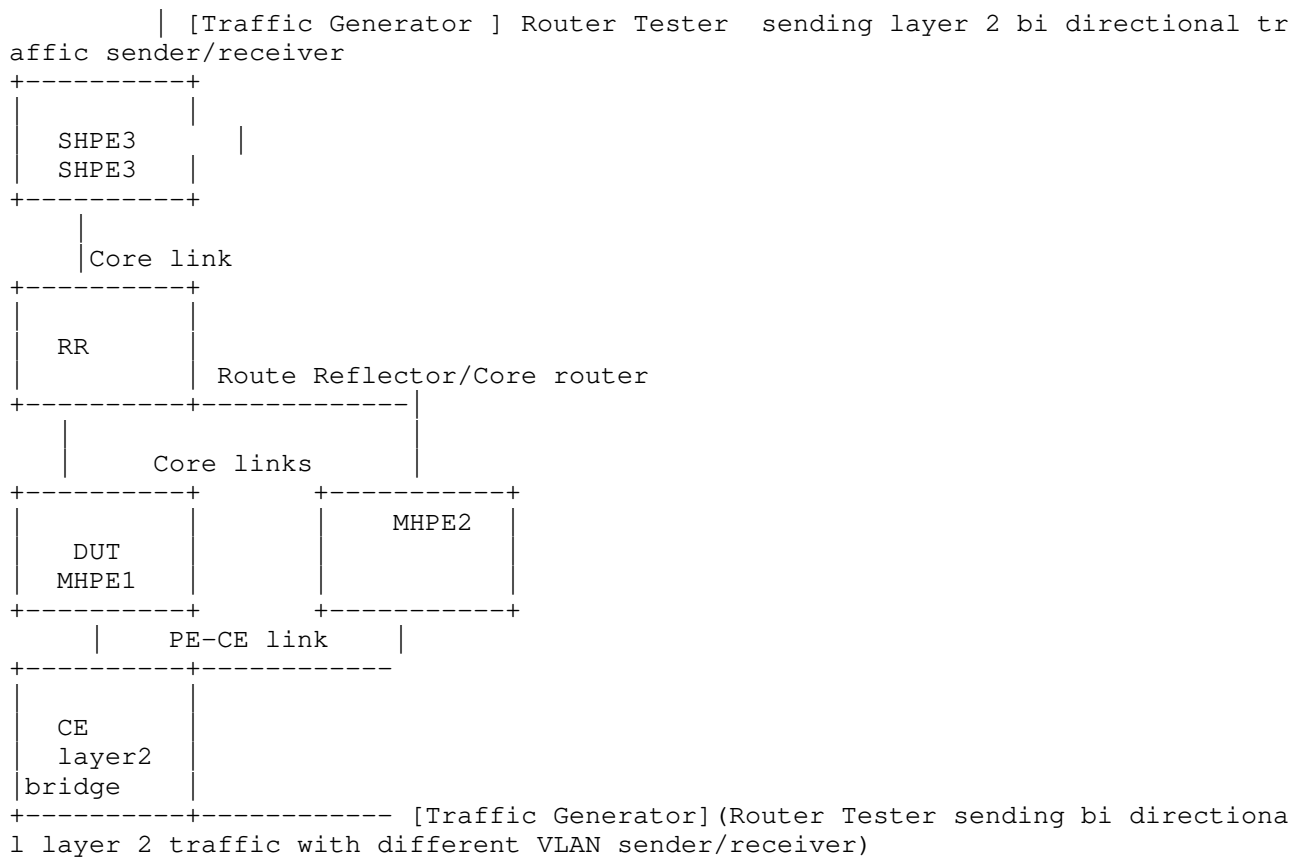 | [Traffic Generator ] Router Tester  sending layer 2 bi directional tr
affic sender/receiver
+----------+
|          |
|  SHPE3      |
|  SHPE3   |
+----------+
|
|Core link
+----------+
|          |
|  RR      |
|          | Route Reflector/Core router
+----------+-------------|
|                    |
|     Core links     |
+----------+      +-----------+
|          |      |    MHPE2  |
|   DUT    |      |           |
|  MHPE1   |      |           |
+----------+      +-----------+
|    PE-CE link    |
+----------+------------
|          |
|  CE      |
|  layer2  |
|bridge    |
+----------+------------ [Traffic Generator](Router Tester sending bi directiona
l layer 2 traffic with different VLAN sender/receiver)